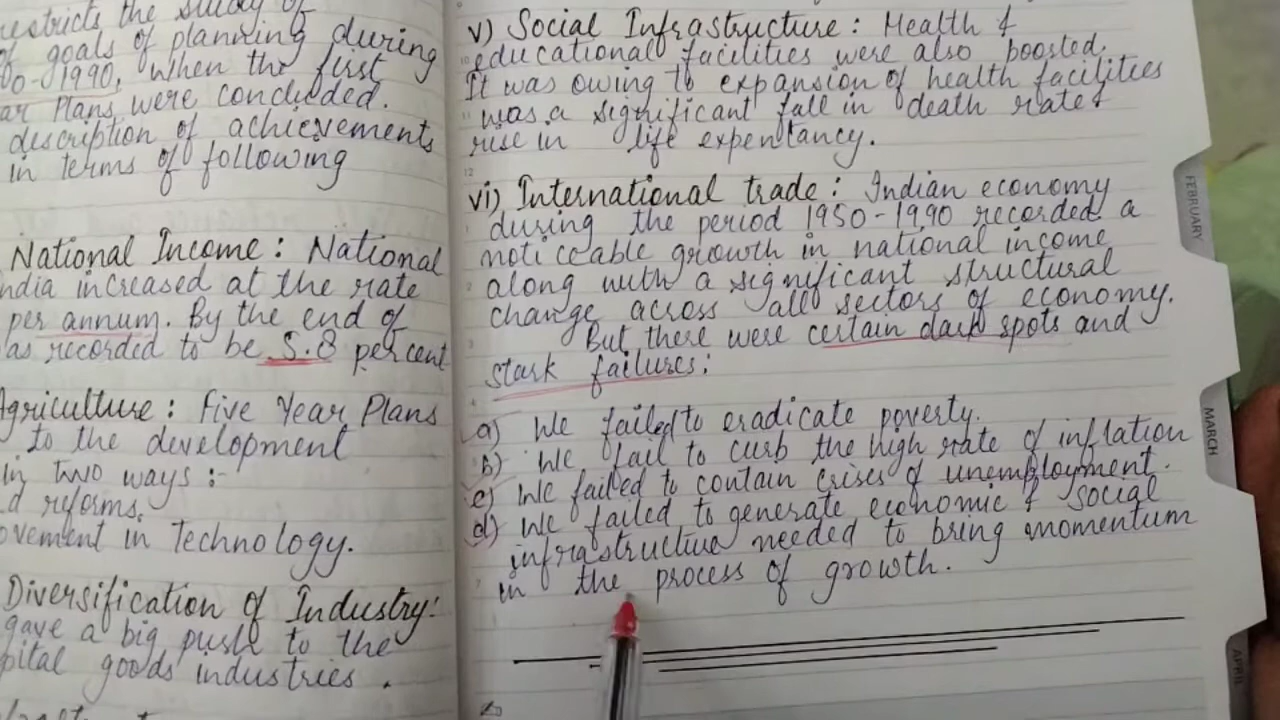 restricts the study of
of goals of planning during
-1990, when the first
Plans were concluded.
description of achievements
in terms of following
National Income: National
India increased at the rate
per annum. By the end of
as recorded to be 5.8 per cent
Agriculture: Five Year Plans
to the development
in two ways :-
reforms.
ovement in Technology.
Diversification of Industry:
gave a big push to the
pital goods industries.
v) Social Infrastructure: Health &
educational facilities were also boosted.
It was owing to expansion of health facilities
was a significant fall in death rate &
rise in life expentancy.
vi) International trade: Indian economy
during the period 1950-1990 recorded a
noticeable growth in national income
along with a significant structural
change across all sectors of economy.
But there were certain dark spots and
stark failures:
a) We failed to eradicate poverty.
b) We fail to curb the high rate of inflation
c) We failed to contain crises of unemployment.
d) We failed to generate economic & social
infrastructure needed to bring momentum
in the process of growth.
FEBRUARY
MARCH
APRIL